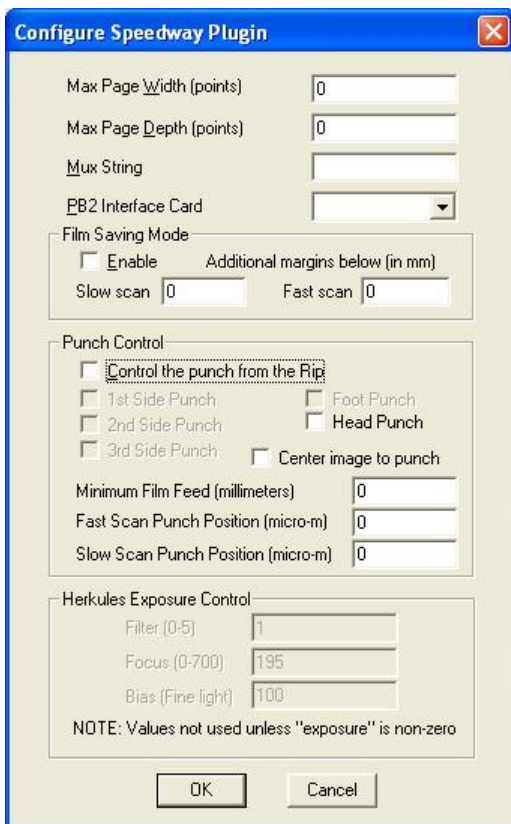 Configure Speedway Plugin
Max Page Width (points) 0
Max Page Depth (points) 0
Mux String
PB2 Interface Card
Film Saving Mode
Enable Additional margins below (in mm)
Slow scan 0 Fast scan 0
Punch Control
Control the punch from the Rip
1st Side Punch Foot Punch
2nd Side Punch Head Punch
3rd Side Punch Center image to punch
Minimum Film Feed (millimeters) 0
Fast Scan Punch Position (micro-m) 0
Slow Scan Punch Position (micro-m) 0
Herkules Exposure Control
Filter (0-5) 1
Focus (0-700) 195
Bias (Fine light) 100
NOTE: Values not used unless "exposure" is non-zero
OK Cancel